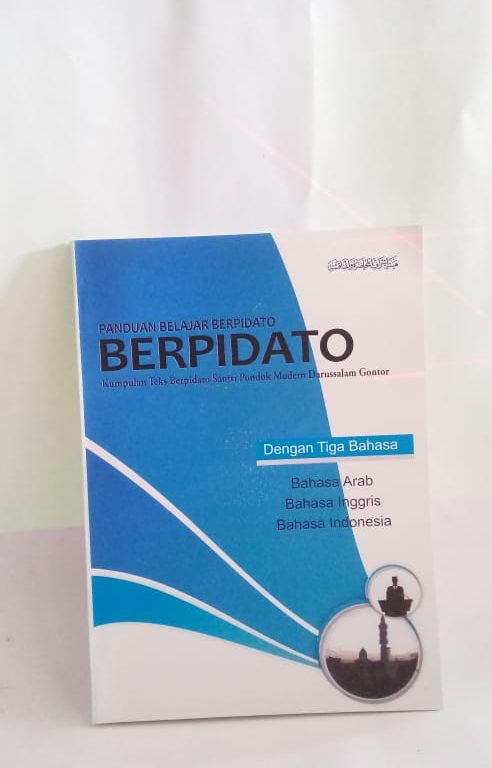 PANDUAN BELAJAR BERPIDATO
BERPIDATO
Kumpulan Teks Berpidato Santri Pondok Modern Darussalam Gontor
Dengan Tiga Bahasa
Bahasa Arab
Bahasa Inggris
Bahasa Indonesia